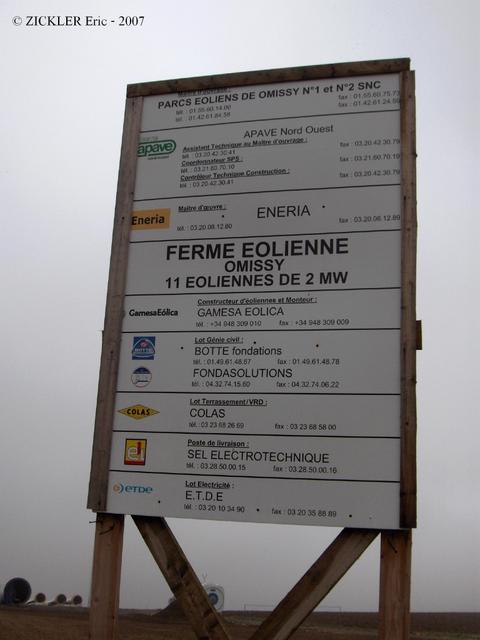 © ZICKLER Eric - 2007
Maître d'ouvrage :
PARCS EOLIENS DE OMISSY N°1 et N°2 SNC
tél. : 01.55.60.14.00 fax : 01.55.60.75.73
tél. : 01.42.61.84.58 fax : 01.42.61.24.50
apave
APAVE Nord Ouest
Assistant Technique au Maître d'ouvrage :
tél. : 03.20.42.30.41 fax : 03.20.42.30.79
Coordonnateur SPS :
tél. : 03.21.60.70.10 fax : 03.21.60.70.19
Contrôleur Technique Construction :
tél. : 03.20.42.30.41 fax : 03.20.42.30.79
Eneria
Maître d'œuvre :
ENERIA
tél. : 03.20.08.12.80 fax : 03.20.08.12.89
FERME EOLIENNE
OMISSY
11 EOLIENNES DE 2 MW
GamesaEólica
Constructeur d'éoliennes et Monteur :
GAMESA EOLICA
tél. : +34 948 309 010 fax : +34 948 309 009
Lot Génie civil :
BOTTE
BOTTE fondations
tél. : 01.49.61.48.67 fax : 01.49.61.48.78
FONDASOLUTIONS
tél. : 04.32.74.15.60 fax : 04.32.74.06.22
Lot Terrassement/VRD :
COLAS
COLAS
tél. : 03 23 68 26 69 fax : 03 23 68 58 00
Poste de livraison :
SEL ELECTROTECHNIQUE
tél. : 03.28.50.00.15 fax : 03.28.50.00.16
Lot Electricité :
ETDE
E.T.D.E
tél. : 03 20 10 34 90 fax : 03 20 35 88 89